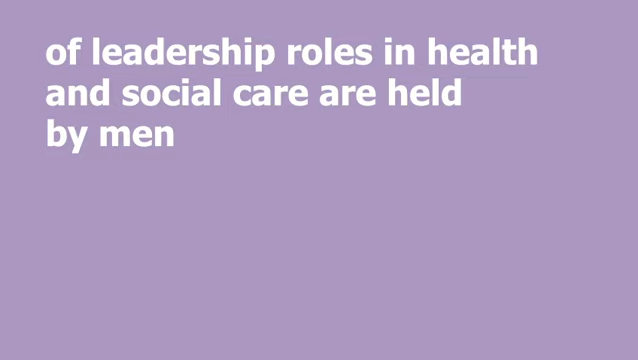 of leadership roles in health
and social care are held
by men